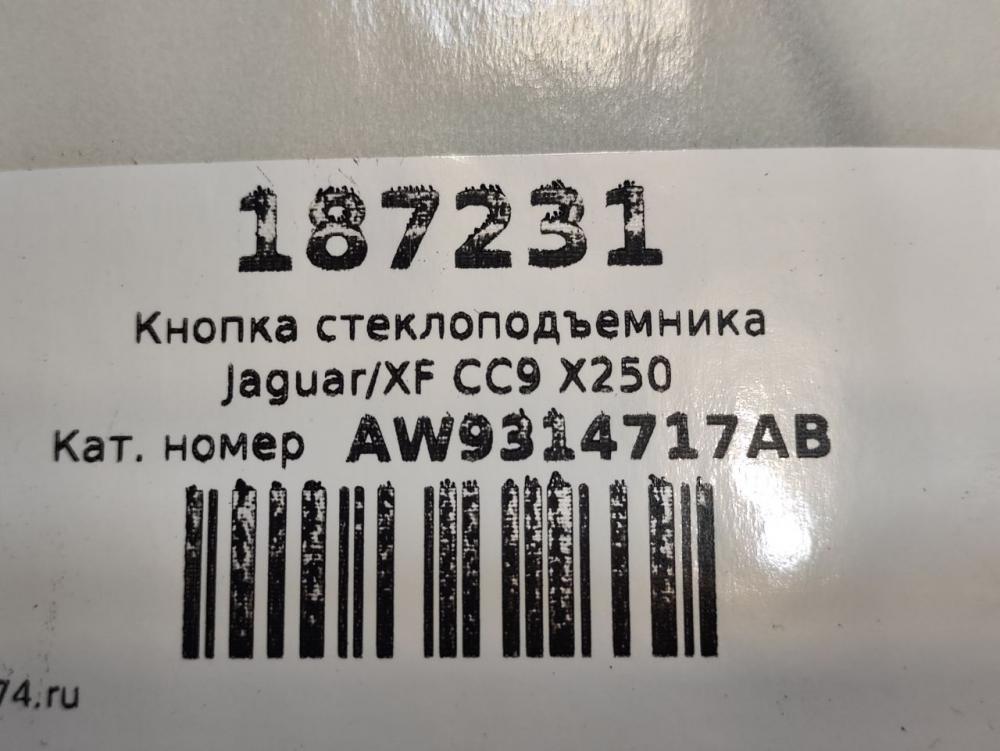 187231
Кнопка стеклоподъемника
Jaguar/XF CC9 X250
Кат. номер AW9314717AB
74.ru